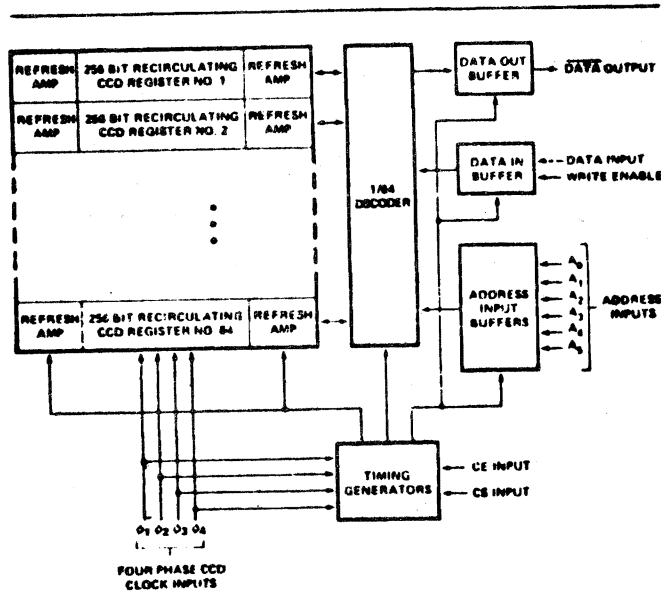 REFRESH AMP
256 BIT RECIRCULATING CCD REGISTER NO. 1
REFRESH AMP
REFRESH AMP
256 BIT RECIRCULATING CCD REGISTER NO. 2
REFRESH AMP
REFRESH AMP
256 BIT RECIRCULATING CCD REGISTER NO 64
REFRESH AMP
1/64 DECODER
DATA OUT BUFFER
DATA OUTPUT
DATA IN BUFFER
DATA INPUT
WRITE ENABLE
ADDRESS INPUT BUFFERS
A0
A1
A2
A3
A4
A5
ADDRESS INPUTS
TIMING GENERATORS
CE INPUT
CS INPUT
ϕ1 ϕ2 ϕ3 ϕ4
FOUR PHASE CCD
CLOCK INPUTS